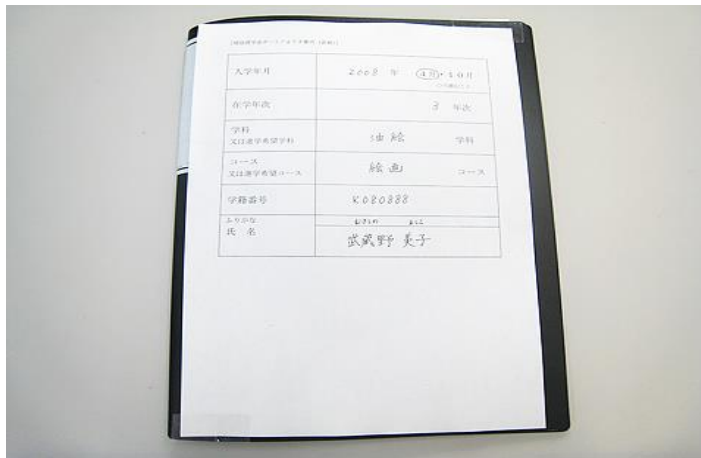 入学年月 2008 年 4月・10月
在学年次 3 年次
学科
又は進学希望学科 油絵 学科
コース
又は進学希望コース 絵画 コース
学籍番号 K080888
ふりがな むさしの よしこ
氏 名 武蔵野 美子